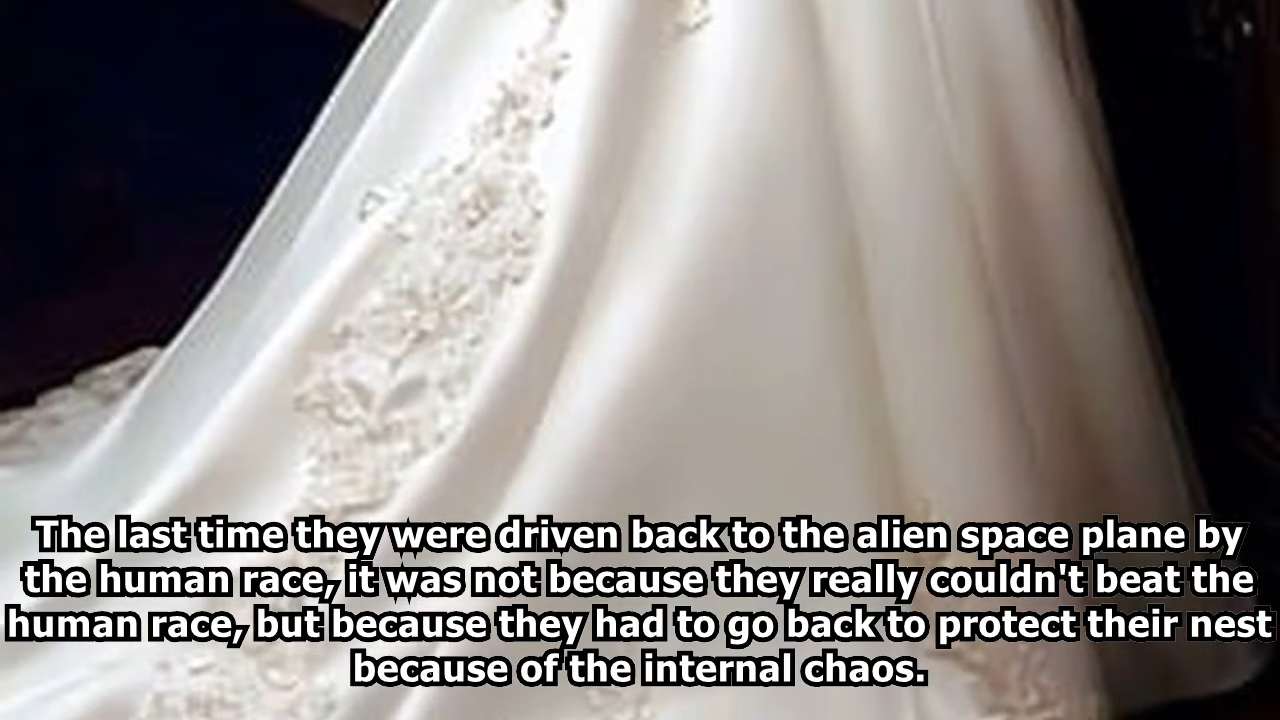 The last time they were driven back to the alien space plane by
the human race, it was not because they really couldn't beat the
human race, but because they had to go back to protect their nest
because of the internal chaos.